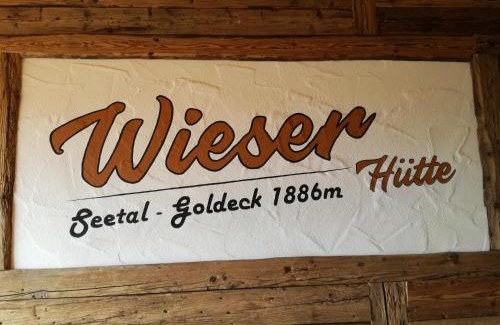 Wieser
Hütte
Seetal - Goldeck 1886m